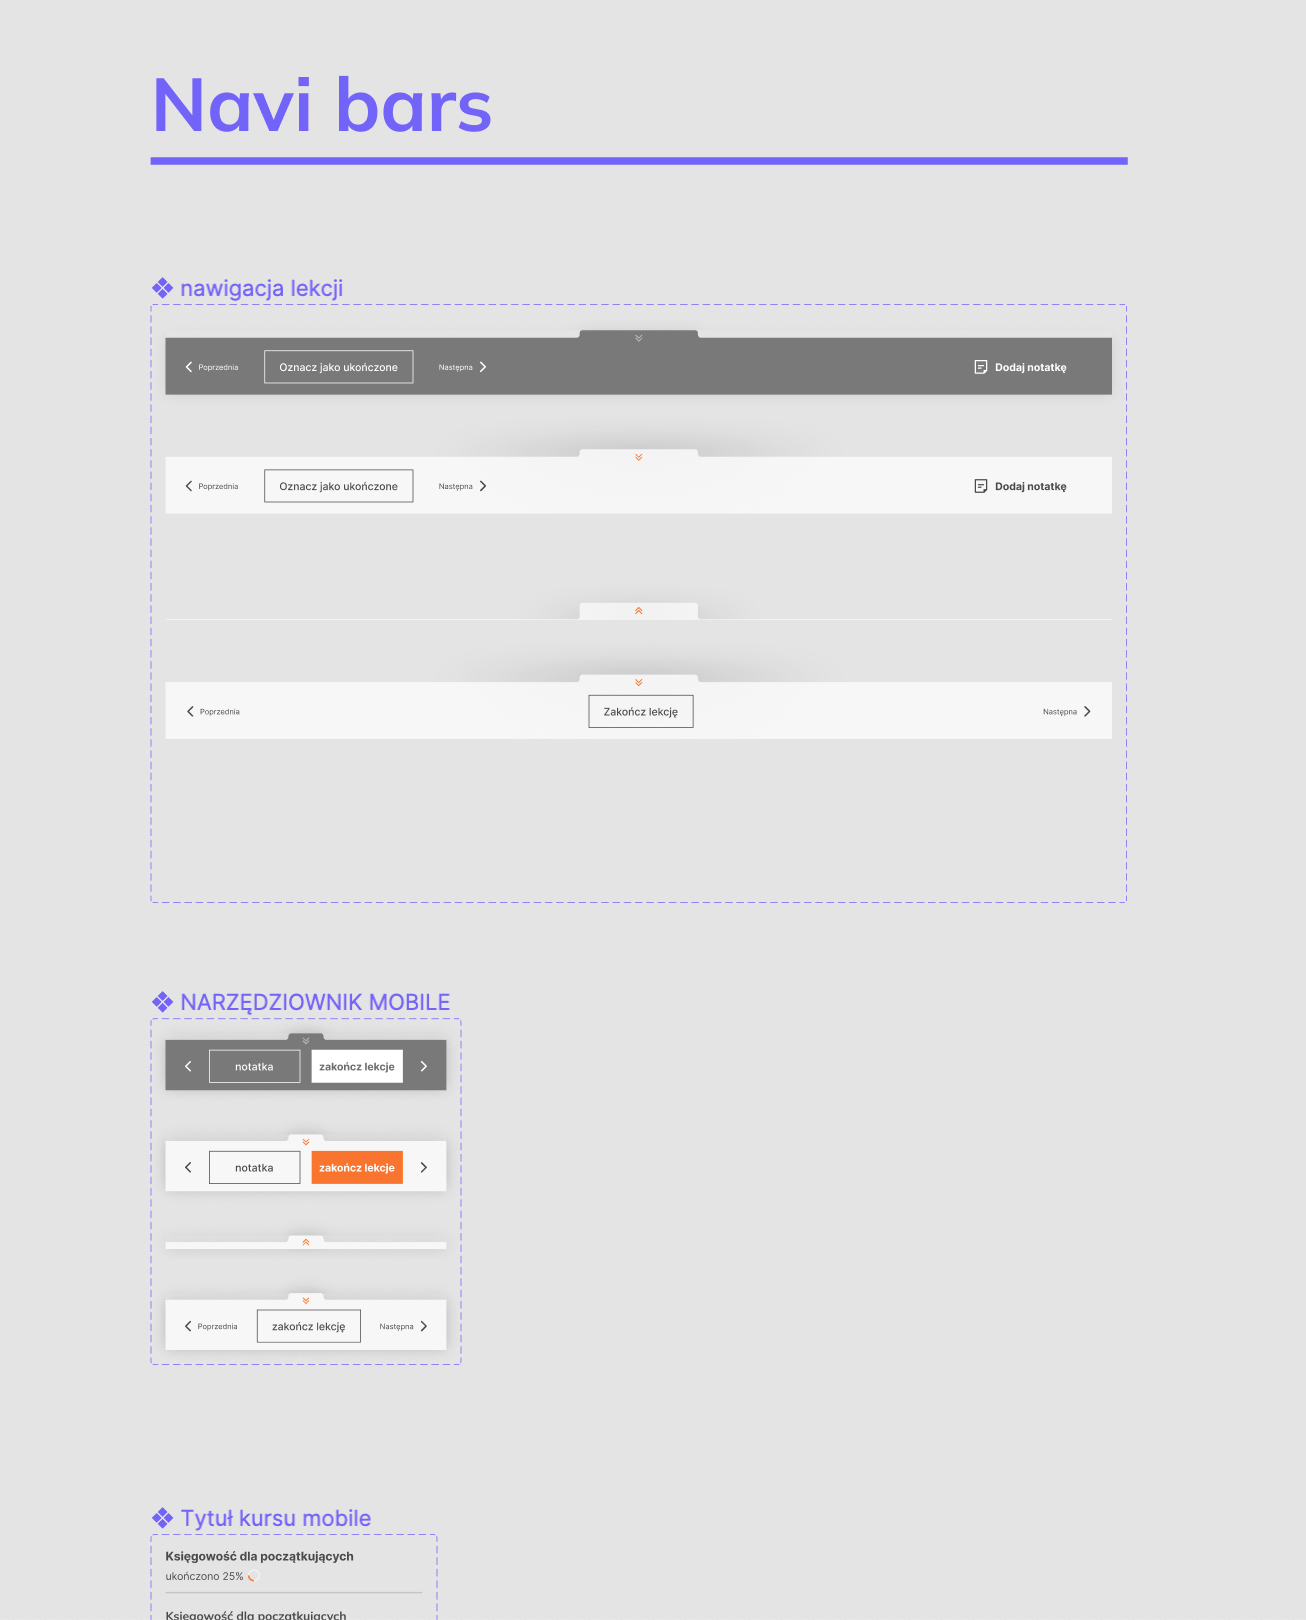 Navi bars
nawigacja lekcji
Poprzednia
Oznacz jako ukończone
Następna
Dodaj notatkę
Poprzednia
Oznacz jako ukończone
Następna
Dodaj notatkę
Poprzednia
Zakończ lekcję
Następna
NARZĘDZIOWNIK MOBILE
notatka
zakończ lekcje
notatka
zakończ lekcje
Poprzednia
zakończ lekcję
Następna
Tytuł kursu mobile
Księgowość dla początkujących
ukończono 25%
Księgowość dla początkujących